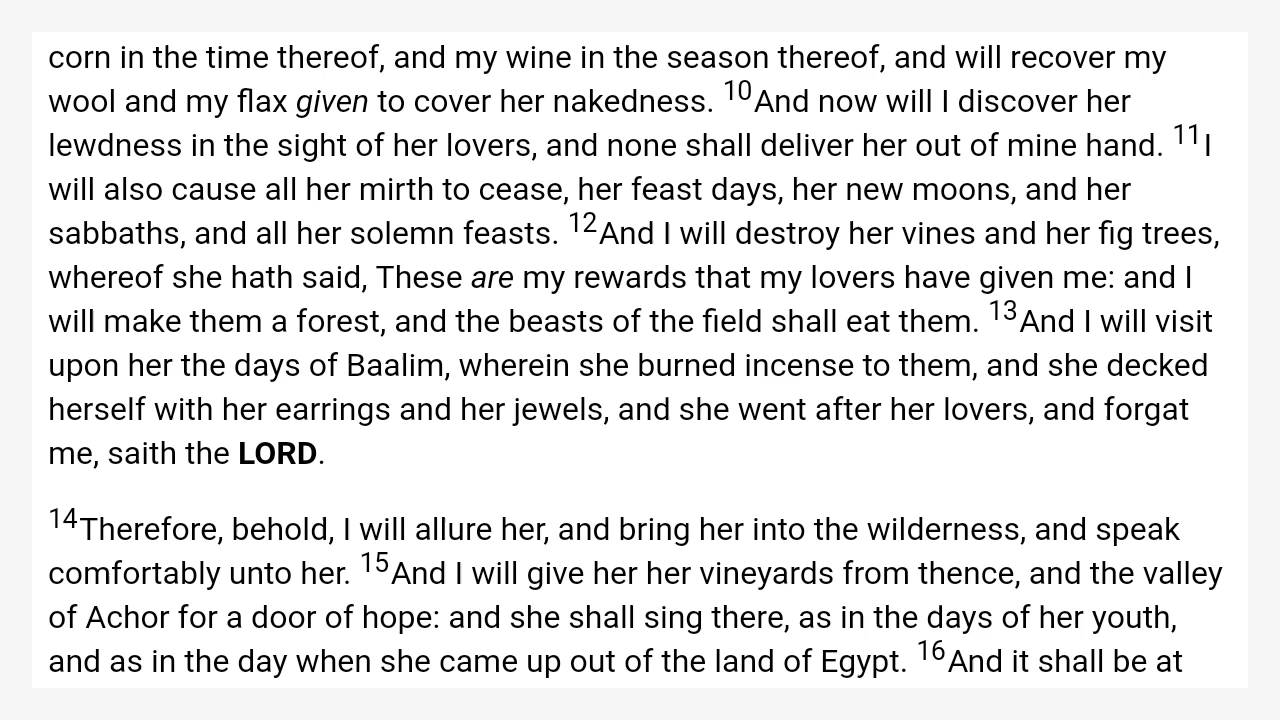 corn in the time thereof, and my wine in the season thereof, and will recover my
wool and my flax given to cover her nakedness. 10And now will I discover her
lewdness in the sight of her lovers, and none shall deliver her out of mine hand. 11I
will also cause all her mirth to cease, her feast days, her new moons, and her
sabbaths, and all her solemn feasts. 12And I will destroy her vines and her fig trees,
whereof she hath said, These are my rewards that my lovers have given me: and I
will make them a forest, and the beasts of the field shall eat them. 13And I will visit
upon her the days of Baalim, wherein she burned incense to them, and she decked
herself with her earrings and her jewels, and she went after her lovers, and forgat
me, saith the LORD.
14Therefore, behold, I will allure her, and bring her into the wilderness, and speak
comfortably unto her. 15And I will give her her vineyards from thence, and the valley
of Achor for a door of hope: and she shall sing there, as in the days of her youth,
and as in the day when she came up out of the land of Egypt. 16And it shall be at